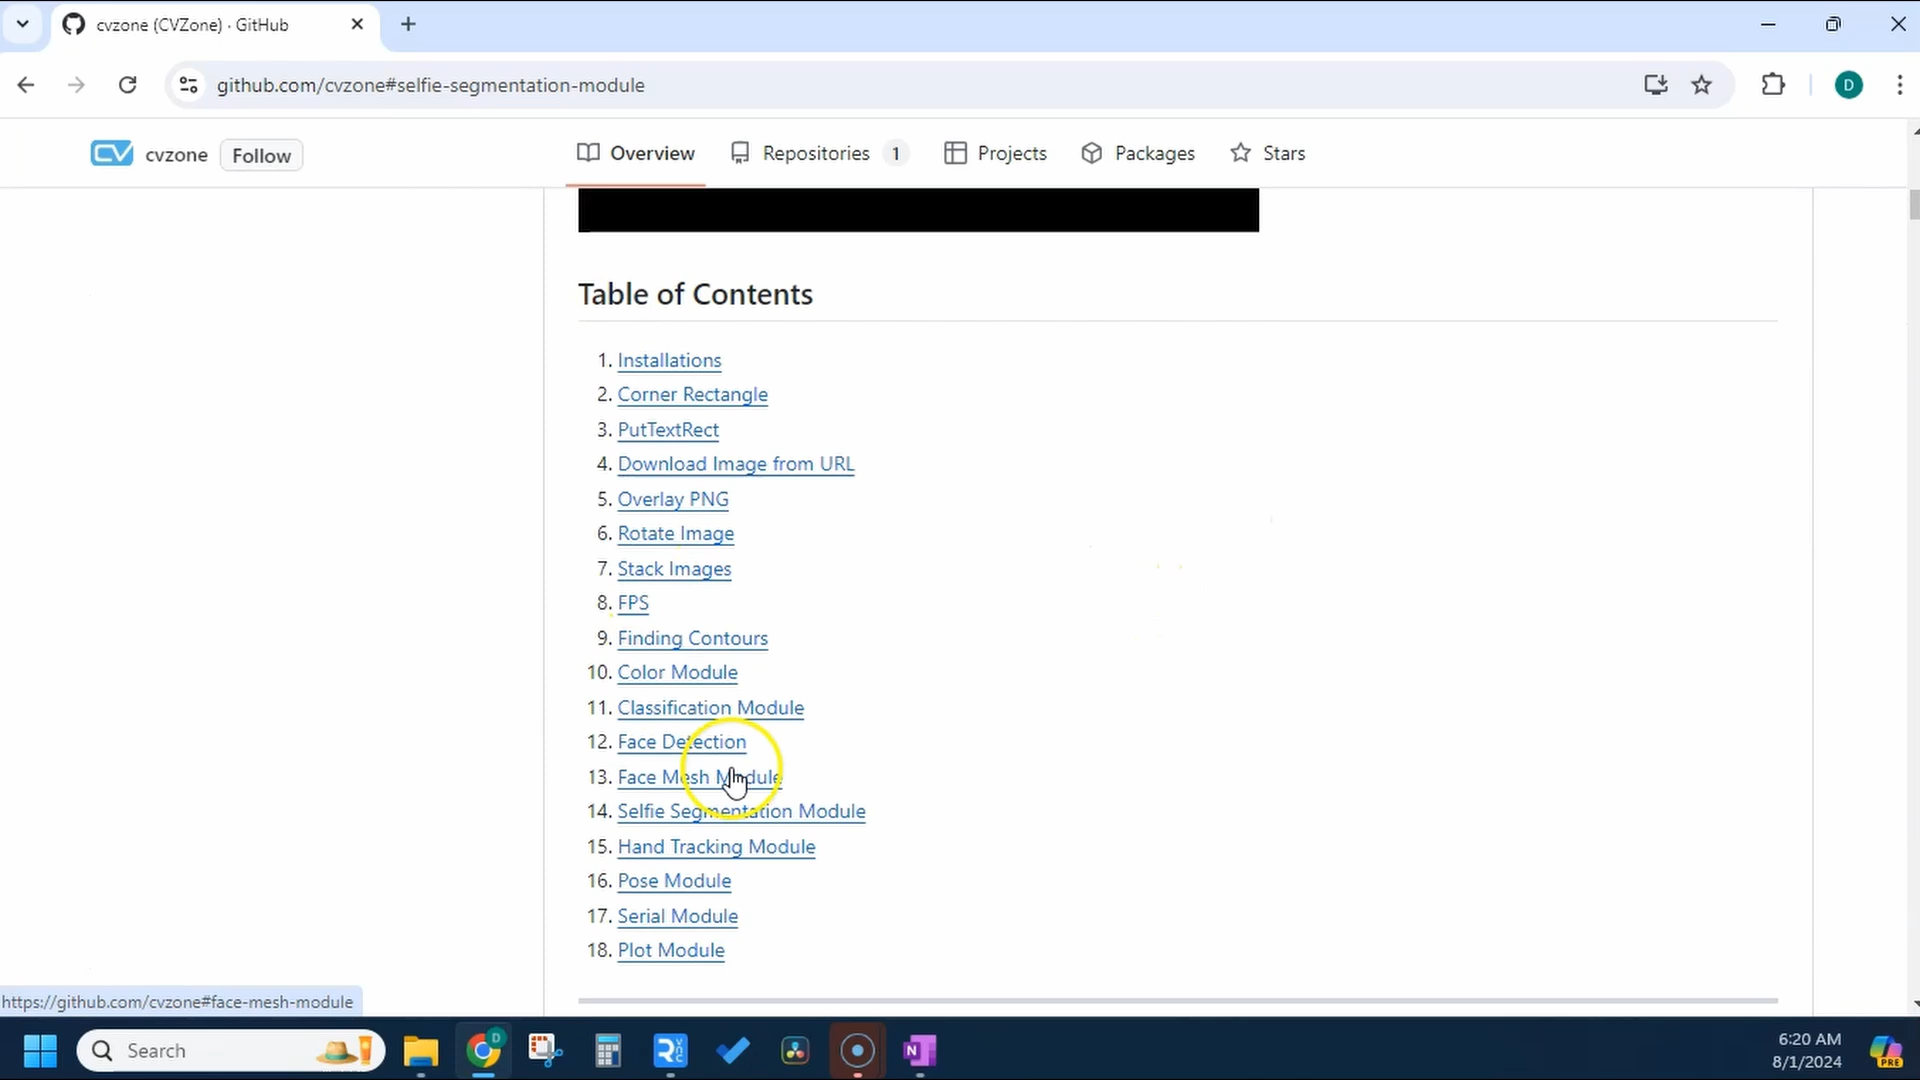 cvzone (CVZone) · GitHub
github.com/cvzone#selfie-segmentation-module
D
CV cvzone Follow Overview Repositories 1 Projects Packages Stars
Table of Contents
1. Installations
2. Corner Rectangle
3. PutTextRect
4. Download Image from URL
5. Overlay PNG
6. Rotate Image
7. Stack Images
8. FPS
9. Finding Contours
10. Color Module
11. Classification Module
12. Face Detection
13. Face Mesh Module
14. Selfie Segmentation Module
15. Hand Tracking Module
16. Pose Module
17. Serial Module
18. Plot Module
https://github.com/cvzone#face-mesh-module
Search
6:20 AM
8/1/2024